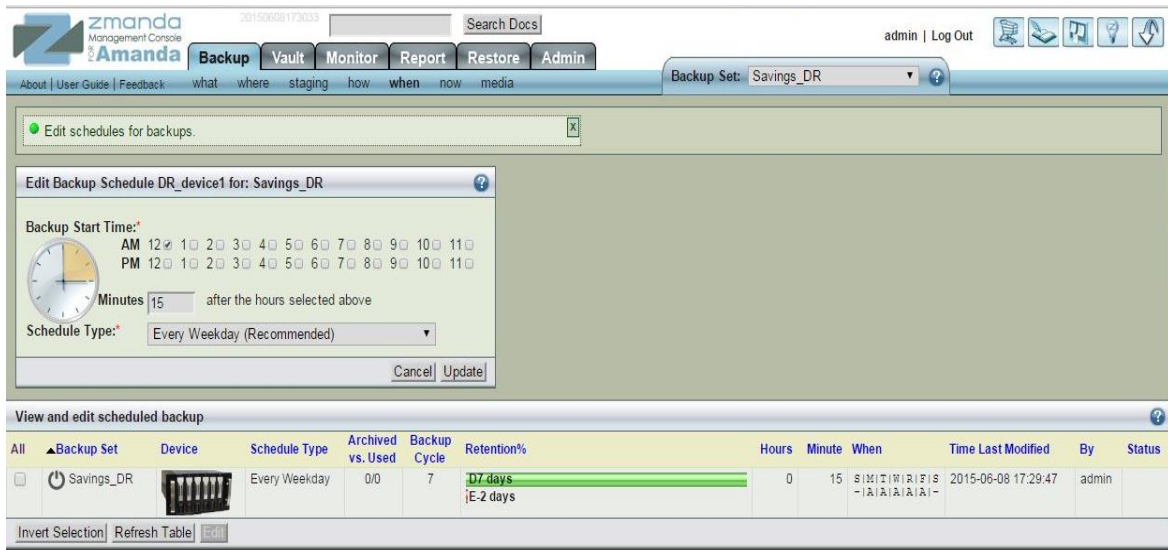 zmanda
Management Console
for Amanda
20150608173033
Search Docs
admin | Log Out
Backup Vault Monitor Report Restore Admin
About | User Guide | Feedback
what where staging how when now media
Backup Set: Savings_DR
Edit schedules for backups.
X
Edit Backup Schedule DR_device1 for: Savings_DR
Backup Start Time:*
AM 12 1 2 3 4 5 6 7 8 9 10 11
PM 12 1 2 3 4 5 6 7 8 9 10 11
Minutes 15 after the hours selected above
Schedule Type:* Every Weekday (Recommended)
Cancel Update
View and edit scheduled backup
All Backup Set Device Schedule Type Archived vs. Used Backup Cycle Retention% Hours Minute When Time Last Modified By Status
Savings_DR Every Weekday 0/0 7 D7 days 0 15 S|M|T|W|R|F|S 2015-06-08 17:29:47 admin
E-2 days -|A|A|A|A|A|-
Invert Selection Refresh Table Edit